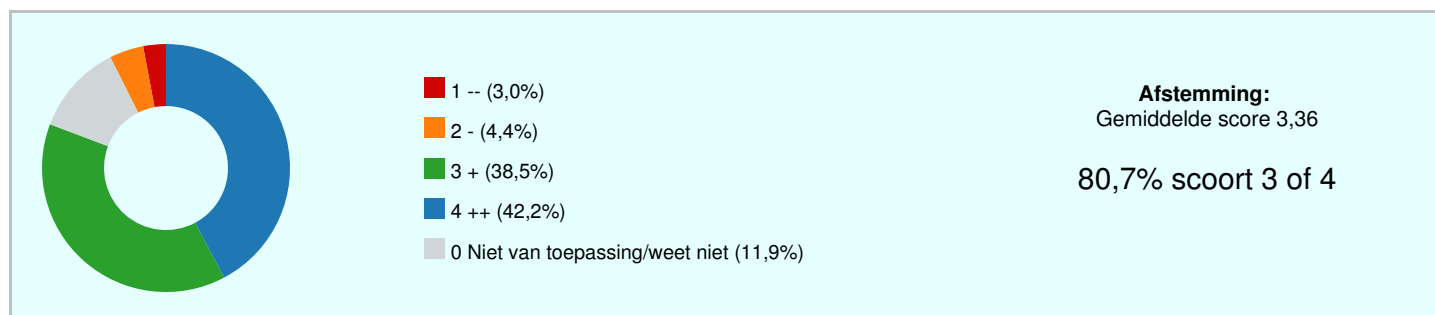 1 -- (3,0%)
2 - (4,4%)
3 + (38,5%)
4 ++ (42,2%)
0 Niet van toepassing/weet niet (11,9%)
Afstemming:
Gemiddelde score 3,36
80,7% scoort 3 of 4